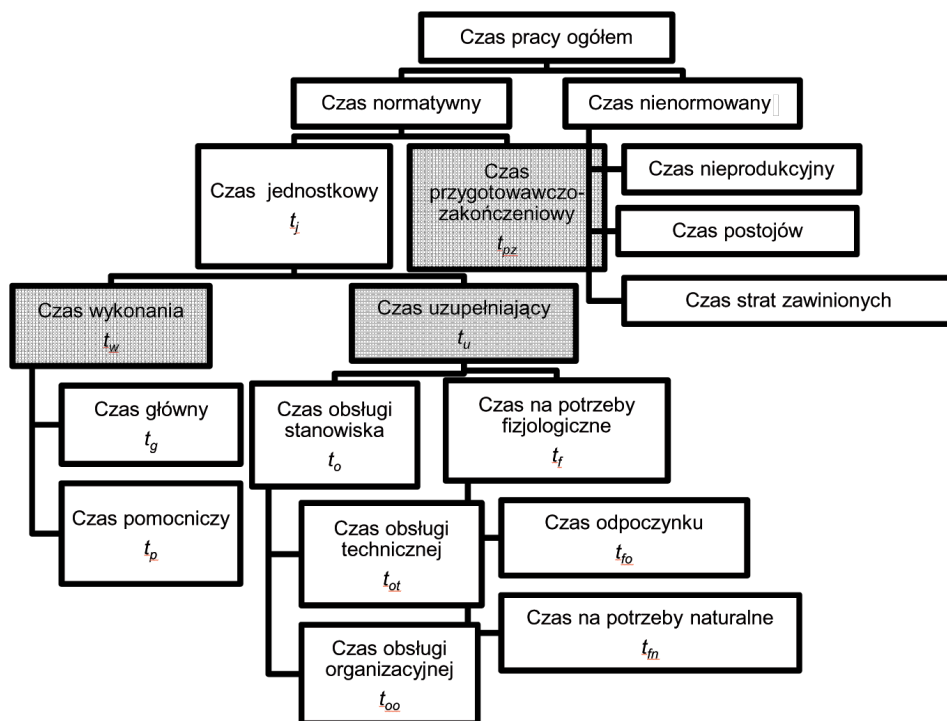 Czas pracy ogółem
Czas normatywny
Czas nienormowany
Czas jednostkowy
tj
Czas
przygotowawczo-
zakończeniowy
tpz
Czas nieprodukcyjny
Czas postojów
Czas strat zawinionych
Czas wykonania
tw
Czas uzupełniający
tu
Czas główny
tg
Czas pomocniczy
tp
Czas obsługi
stanowiska
to
Czas na potrzeby
fizjologiczne
tf
Czas obsługi
technicznej
tot
Czas obsługi
organizacyjnej
too
Czas odpoczynku
tfo
Czas na potrzeby naturalne
tfn